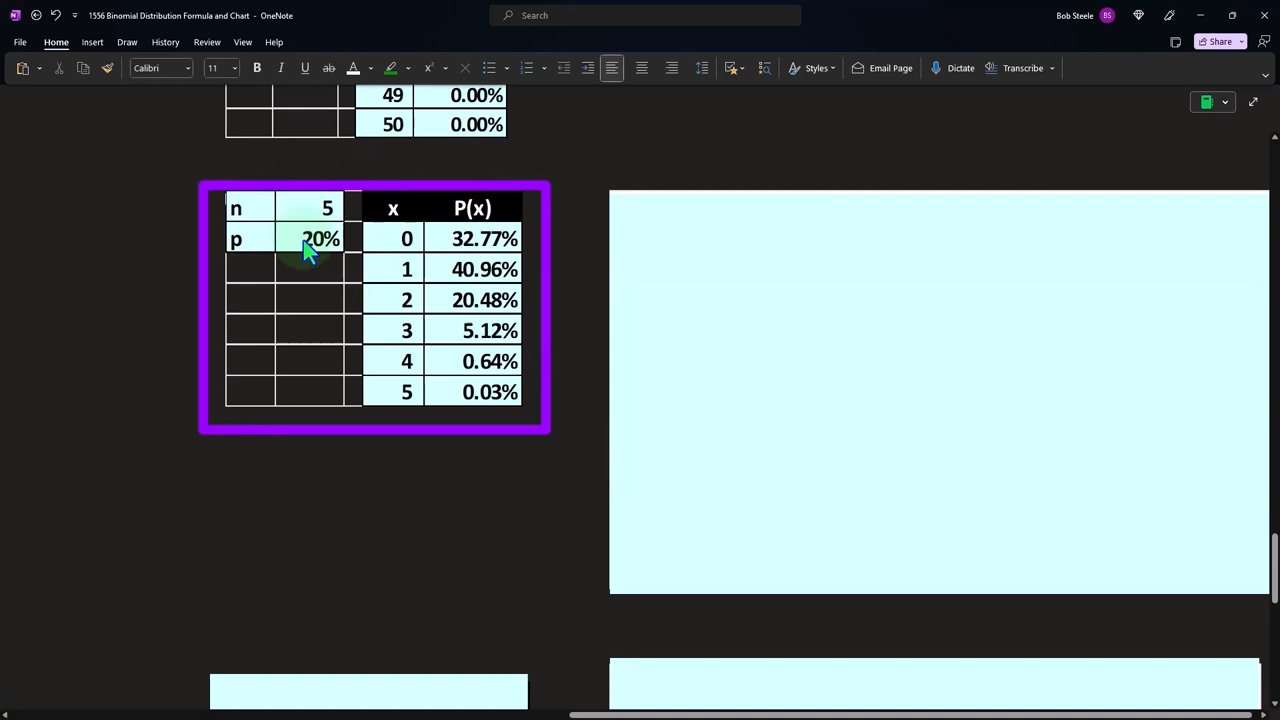 1556 Binomial Distribution Formula and Chart - OneNote
Search
Bob Steele BS
File Home Insert Draw History Review View Help
Share
Calibri 11 B I U ab A Styles Email Page Dictate Transcribe
49 0.00%
50 0.00%
n 5 x P(x)
p 20% 0 32.77%
1 40.96%
2 20.48%
3 5.12%
4 0.64%
5 0.03%